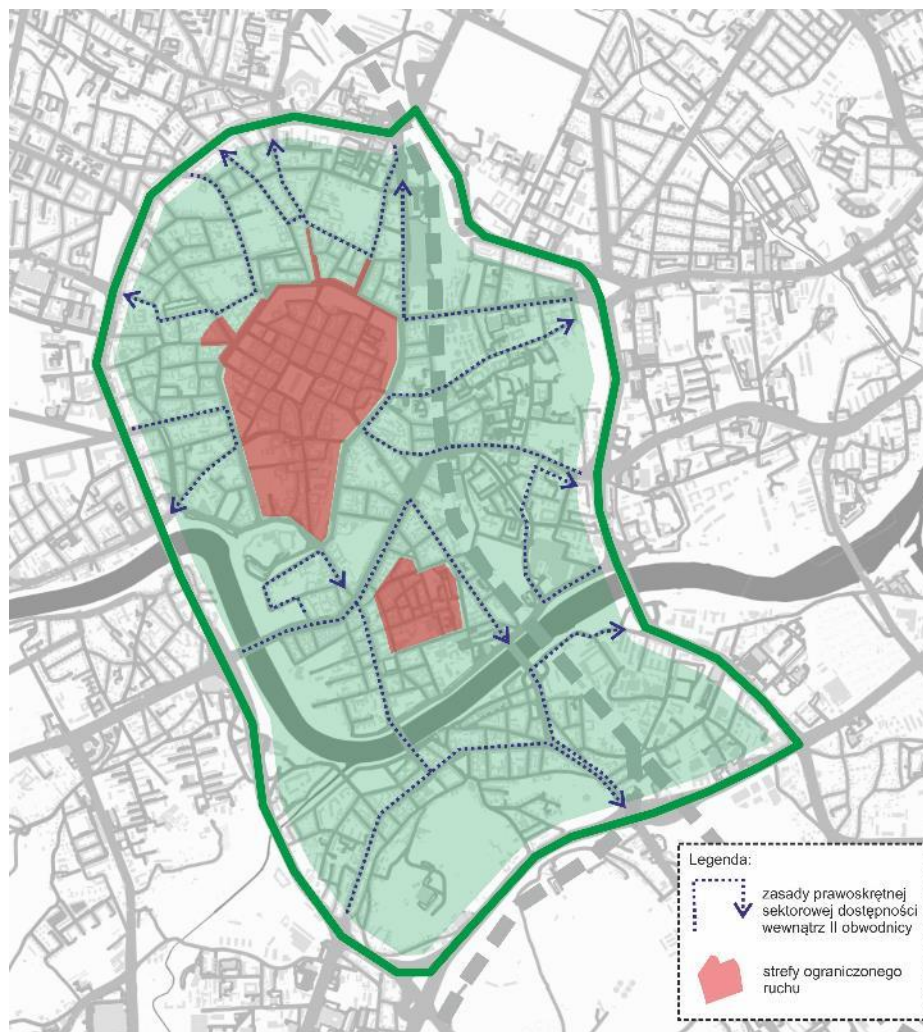 Legenda:
zasady prawoskrętnej
sektorowej dostępności
wewnątrz II obwodnicy
strefy ograniczonego
ruchu